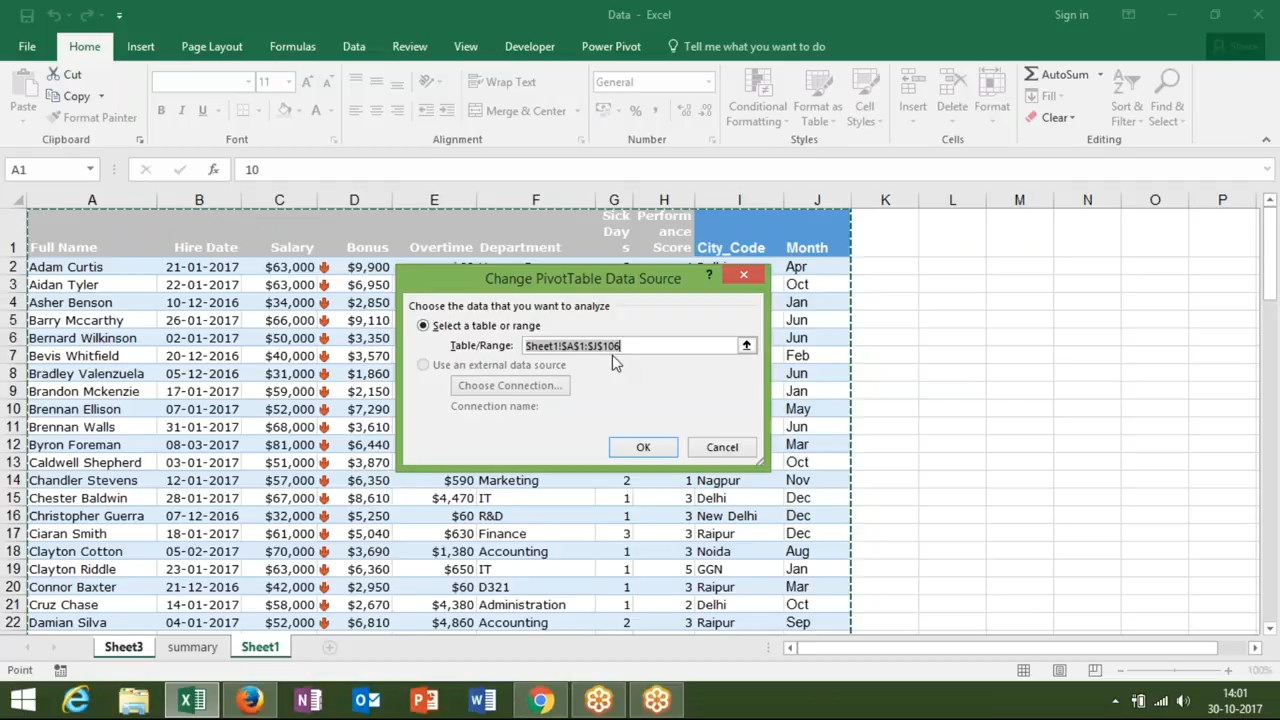 Data - Excel
Sign in
File Home Insert Page Layout Formulas Data Review View Developer Power Pivot Tell me what you want to do Share
Cut
Copy
Format Painter
Paste
Clipboard
11
B I U
A
Font
Wrap Text
Merge & Center
Alignment
General
%
Number
Conditional Formatting
Format as Table
Cell Styles
Styles
Insert Delete Format
Cells
AutoSum
Fill
Clear
Sort & Filter
Find & Select
Editing
A1 fx 10
A B C D E F G H I J K L M N O P
1 Full Name Hire Date Salary Bonus Overtime Department Sick Days Performance Score City_Code Month
2 Adam Curtis 21-01-2017 $63,000 $9,900 Apr
3 Aidan Tyler 22-01-2017 $63,000 $6,950 Oct
4 Asher Benson 10-12-2016 $34,000 $2,850 Jan
5 Barry Mccarthy 26-01-2017 $66,000 $9,110 Jun
6 Bernard Wilkinson 02-01-2017 $50,000 $3,350 Jun
7 Bevis Whitfield 20-12-2016 $40,000 $3,570 Feb
8 Bradley Valenzuela 05-12-2016 $31,000 $1,860 Jun
9 Brandon Mckenzie 17-01-2017 $59,000 $2,150 Jan
10 Brennan Ellison 07-01-2017 $52,000 $7,290 May
11 Brennan Walls 31-01-2017 $68,000 $3,610 Jan
12 Byron Foreman 08-03-2017 $81,000 $6,440 Mar
13 Caldwell Shepherd 03-01-2017 $51,000 $3,870 Oct
14 Chandler Stevens 12-01-2017 $57,000 $6,350 $590 Marketing 2 1 Nagpur Nov
15 Chester Baldwin 28-01-2017 $67,000 $8,610 $4,470 IT 1 3 Delhi Dec
16 Christopher Guerra 07-12-2016 $32,000 $5,250 $60 R&D 1 3 New Delhi Dec
17 Ciaran Smith 18-01-2017 $61,000 $5,040 $630 Finance 3 3 Raipur Dec
18 Clayton Cotton 05-02-2017 $70,000 $3,690 $1,380 Accounting 1 3 Noida Aug
19 Clayton Riddle 23-01-2017 $63,000 $6,360 $650 IT 1 5 GGN Jan
20 Connor Baxter 21-12-2016 $42,000 $2,950 $60 D321 1 3 Raipur Mar
21 Cruz Chase 14-01-2017 $58,000 $2,670 $4,380 Administration 1 2 Delhi Oct
22 Damian Silva 04-01-2017 $52,000 $6,810 $4,860 Accounting 2 3 Raipur Sep
Change PivotTable Data Source ?
Choose the data that you want to analyze
Select a table or range
Table/Range: Sheet1!$A$1:$J$106
Use an external data source
Choose Connection...
Connection name:
OK Cancel
Sheet3 summary Sheet1
Point
100%
14:01
30-10-2017